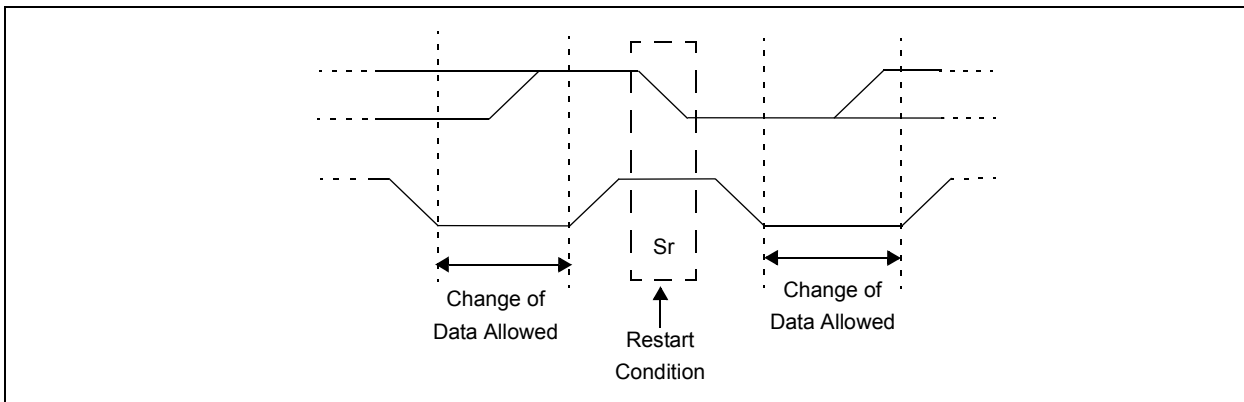 Sr
Change of
Data Allowed
Restart
Condition
Change of
Data Allowed